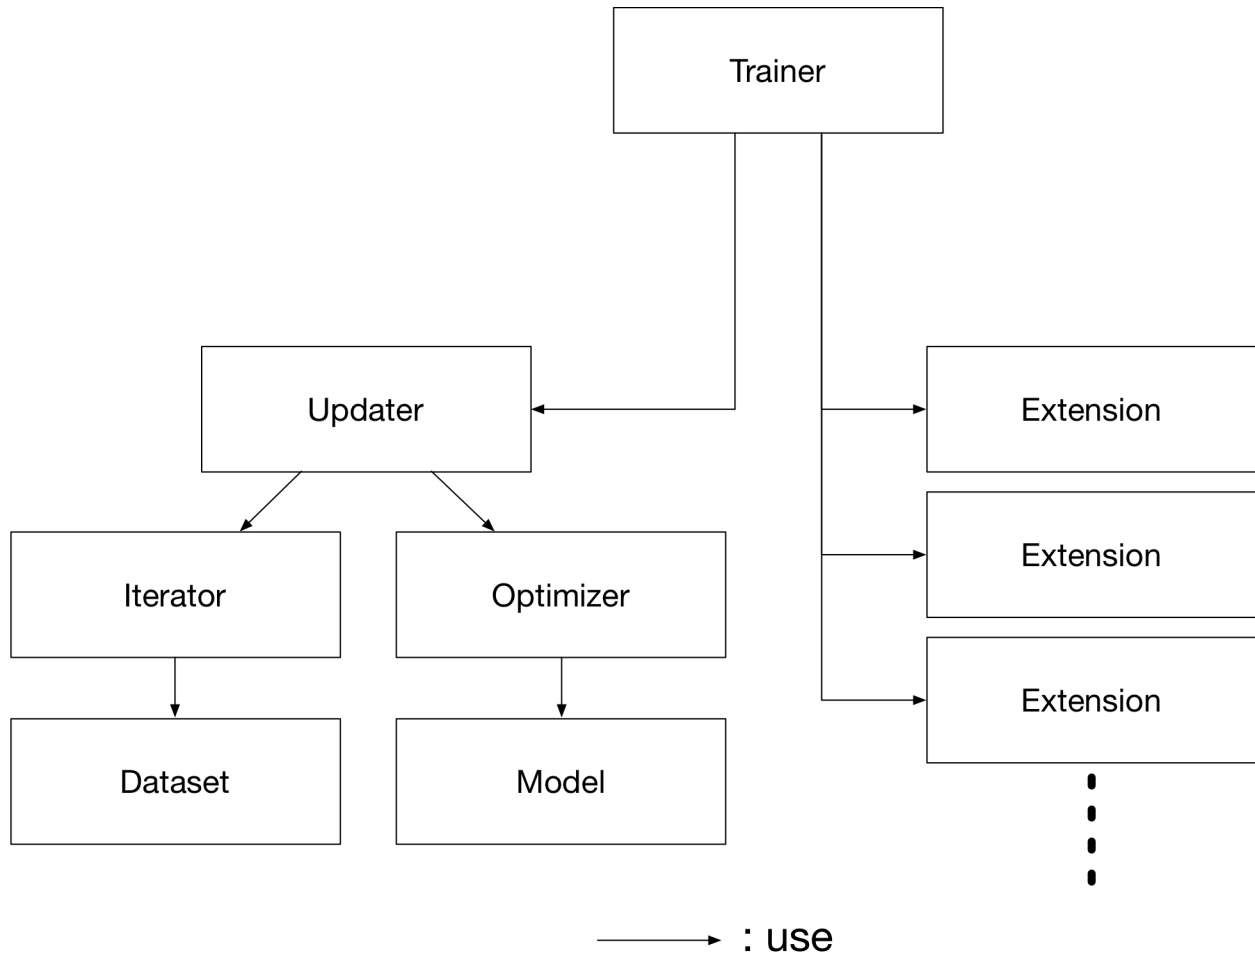 Trainer
Updater
Extension
Extension
Iterator
Optimizer
Extension
Dataset
Model
: use